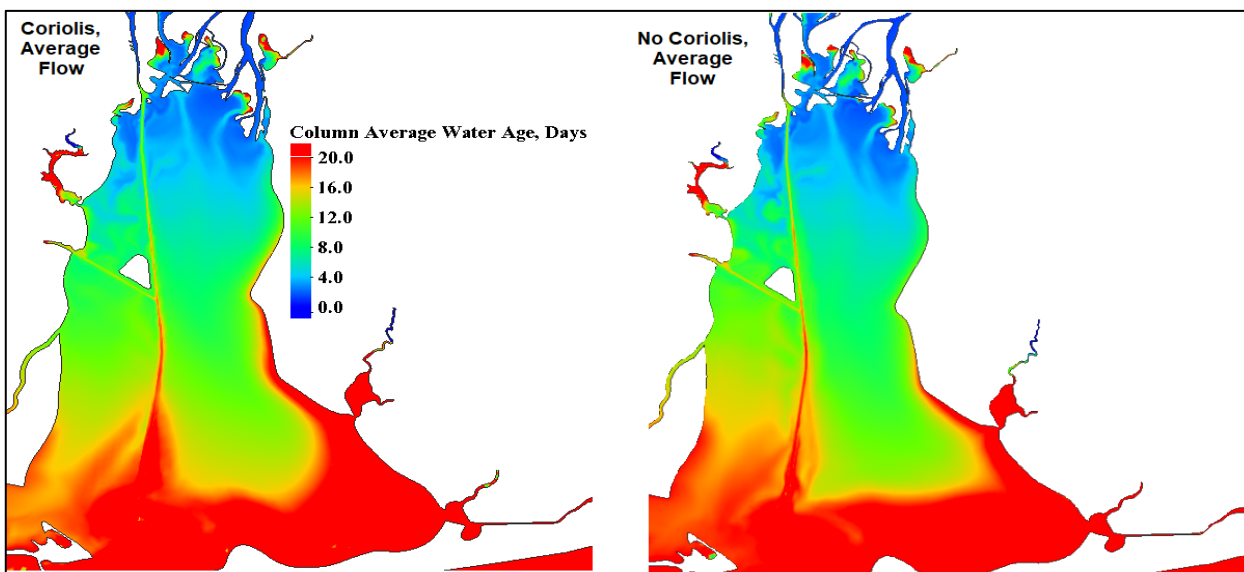 Coriolis,
Average
Flow
Column Average Water Age, Days
20.0
16.0
12.0
8.0
4.0
0.0
No Coriolis,
Average
Flow